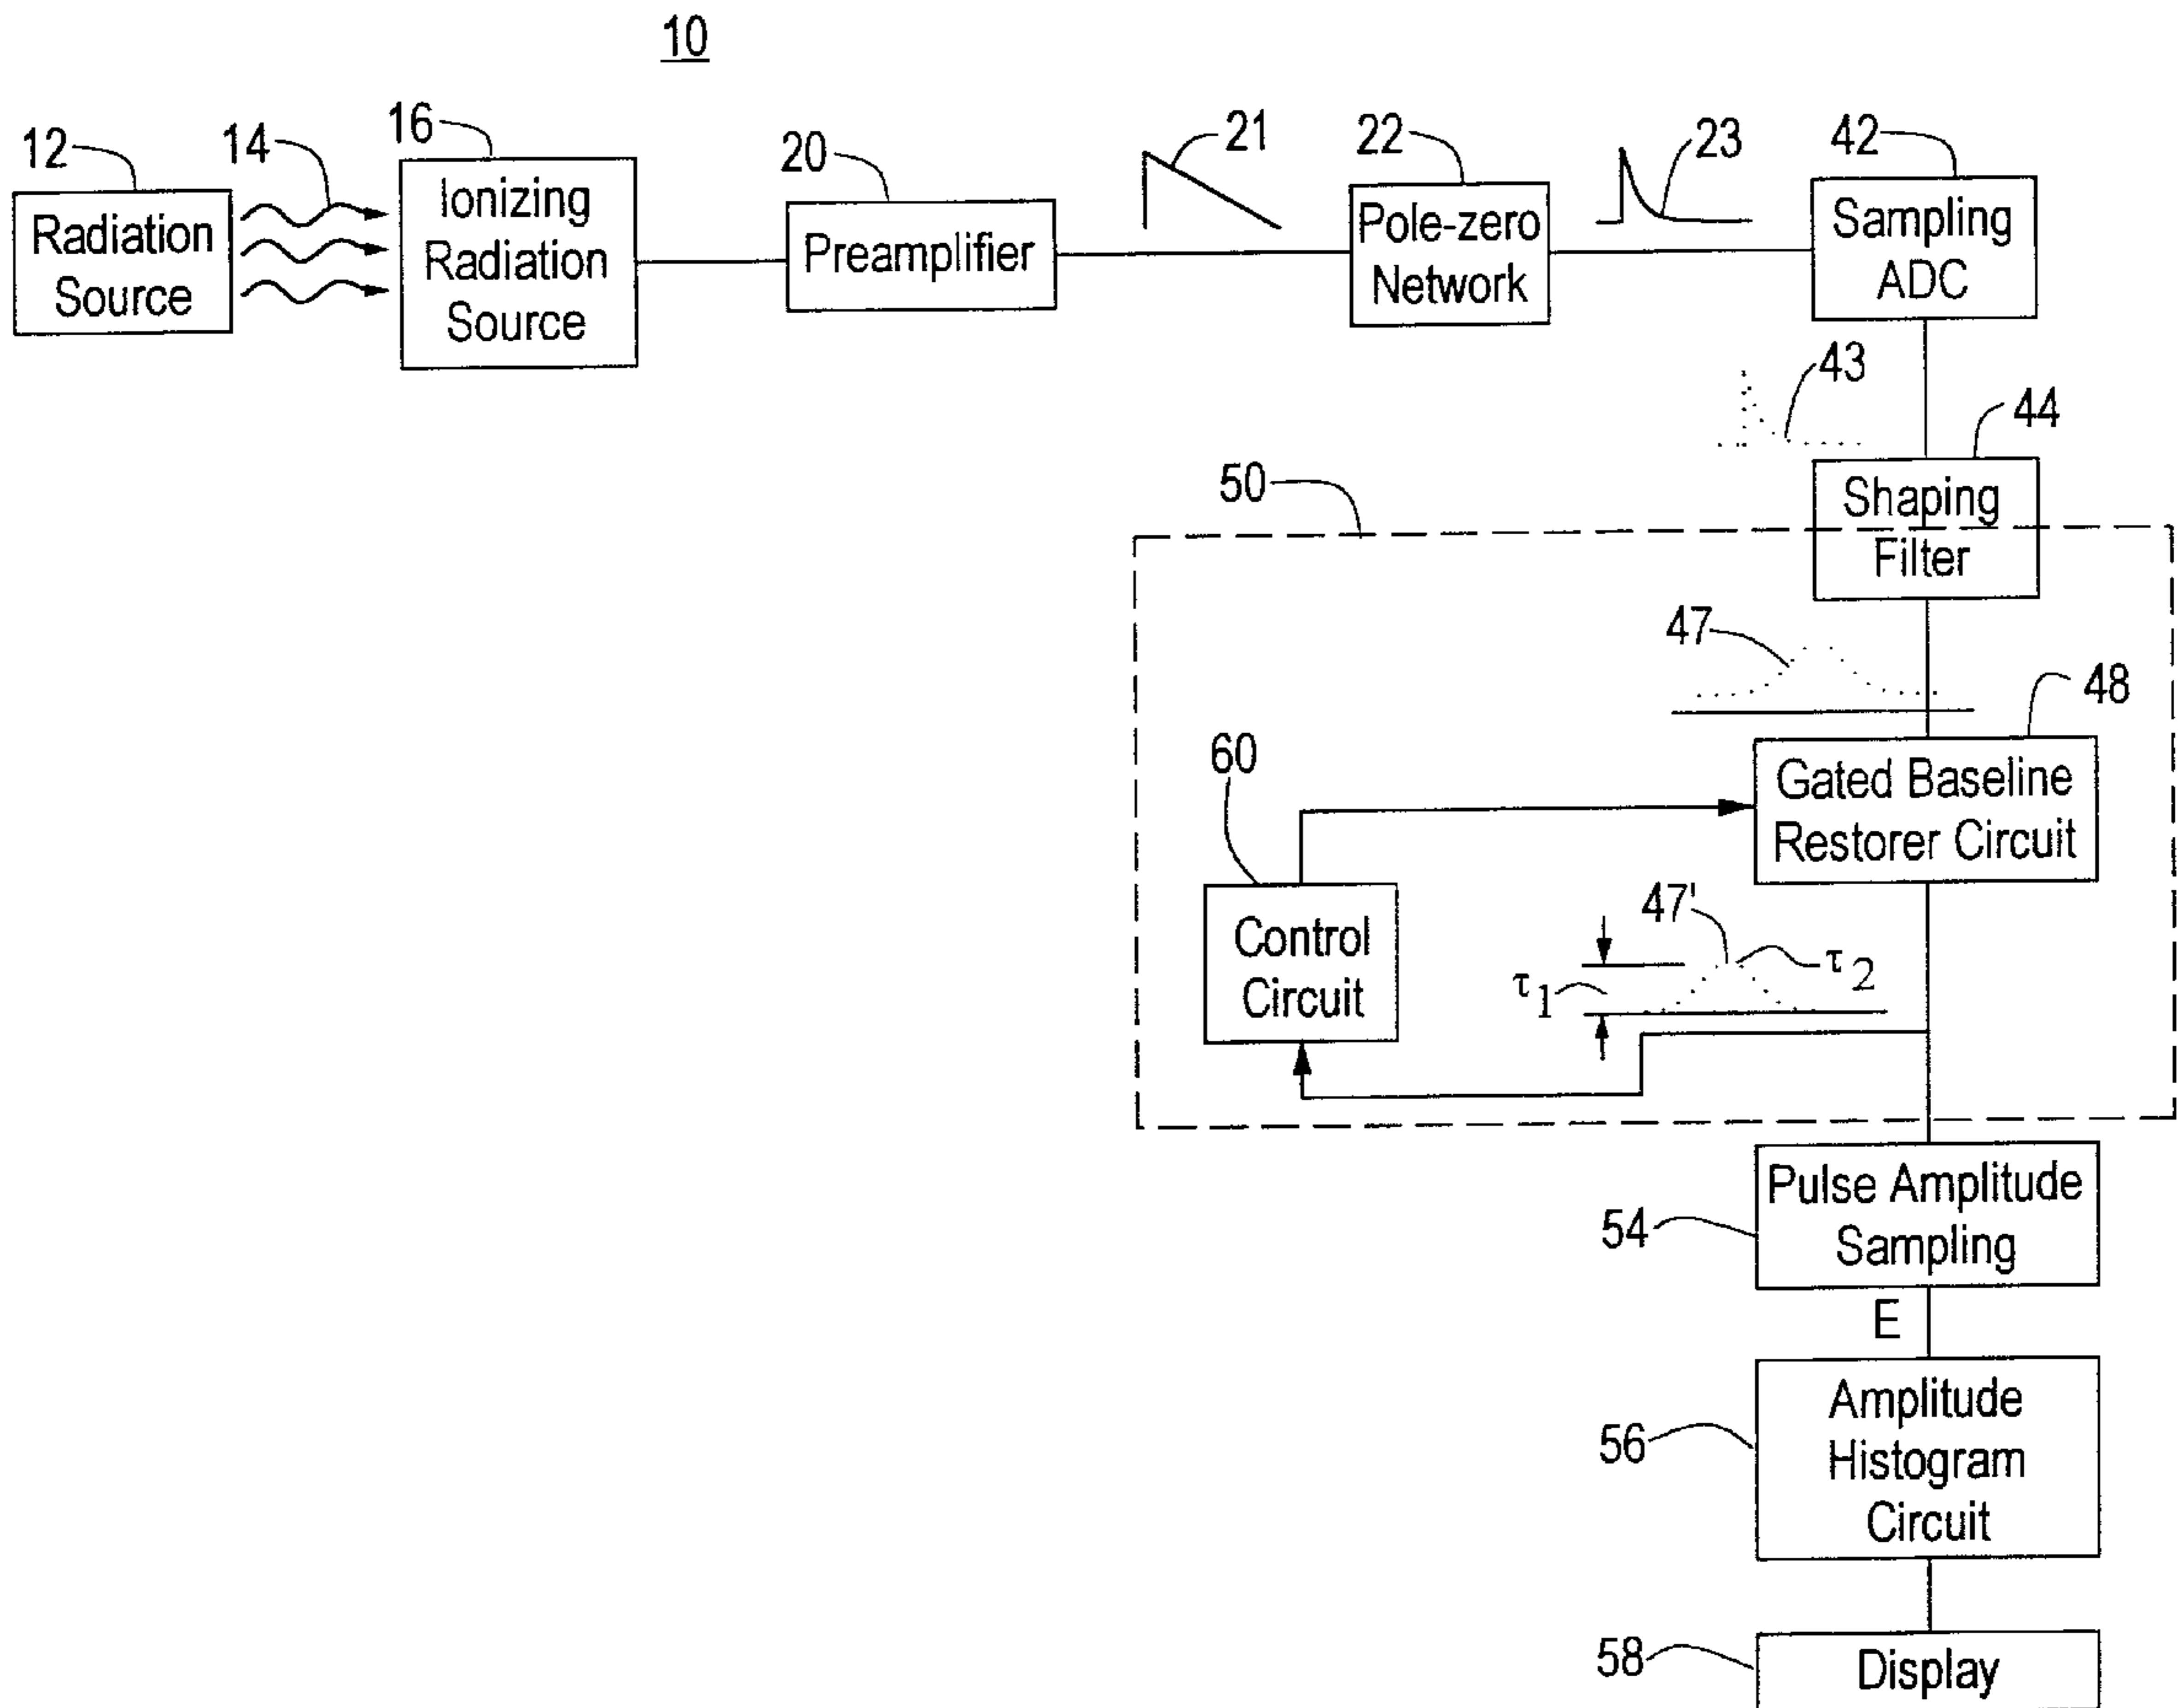 10
12
14
16
20
21
22
23
42
Radiation
Source
Ionizing
Radiation
Source
Preamplifier
Pole-zero
Network
Sampling
ADC
43
44
Shaping
Filter
50
47
48
Gated Baseline
Restorer Circuit
60
Control
Circuit
47'
τ1
τ2
54
Pulse Amplitude
Sampling
E
56
Amplitude
Histogram
Circuit
58
Display